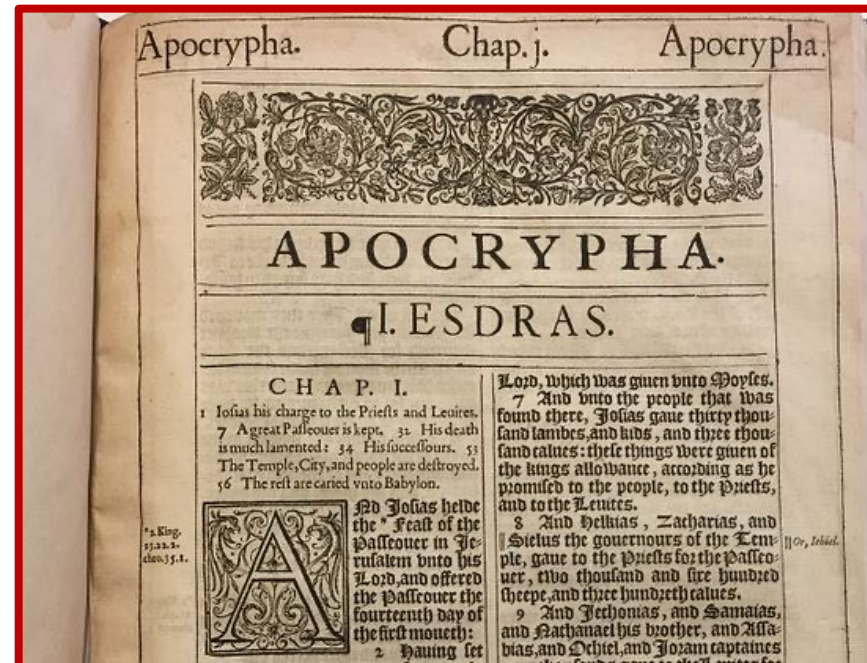 Apocrypha. Chap. j. Apocrypha.
APOCRYPHA.
¶I. ESDRAS.
CHAP. I.
1 Ioſias his charge to the Prieſts and Leuites.
7 A great Paſſeouer is kept. 32 His death
is much lamented: 34 His ſucceſſours. 53
The Temple, City, and people are deſtroyed.
56 The reſt are caried vnto Babylon.
*2. King.
23.22. 2.
chro. 35.1.
ANd Joſias helde
the * Feaſt of the
Paſſeouer in Je-
ruſalem vnto his
Lord, and offered
the Paſſeouer the
fourteenth day of
the firſt moneth:
2 Hauing ſet
Lord, which was giuen vnto Moyſes.
7 And vnto the people that was
found there, Joſias gaue thirty thou-
ſand lambes, and kids, and three thou-
ſand calues: theſe things were giuen of
the kings allowance, according as he
promiſed to the people, to the Prieſts,
and to the Leuites.
8 And Helkias, Zacharias, and
||Sielus the gouernours of the Tem-
ple, gaue to the Prieſts for the Paſſeo-
uer, two thouſand and ſixe hundred
ſheepe, and three hundreth calues.
9 And Jechonias, and Samaias,
and Nathanael his brother, and Aſſa-
bias, and Ochiel, and Joram captaines
||Or, Iehiel.